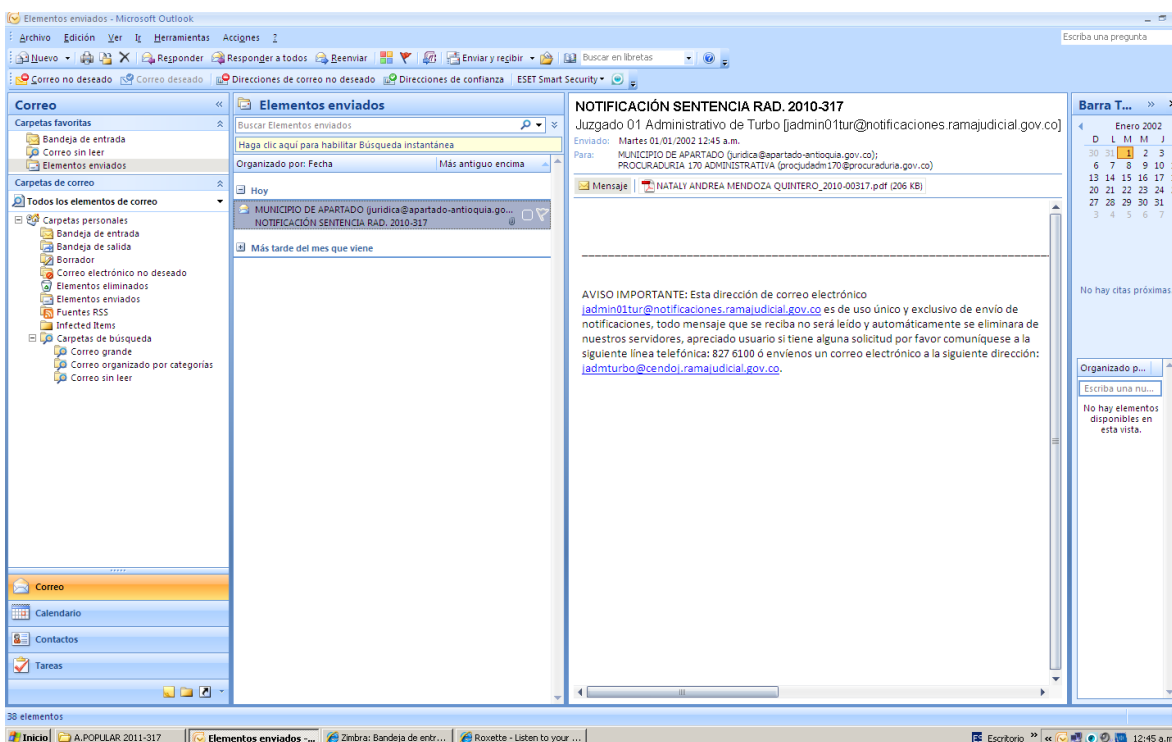 Elementos enviados - Microsoft Outlook
Archivo Edición Ver Ir Herramientas Acciones ?
Escriba una pregunta
Nuevo Responder Responder a todos Reenviar Enviar y recibir Buscar en libretas
Correo no deseado Correo deseado Direcciones de correo no deseado Direcciones de confianza ESET Smart Security
Correo «
Carpetas favoritas
Bandeja de entrada
Correo sin leer
Elementos enviados
Carpetas de correo
Todos los elementos de correo
Carpetas personales
Bandeja de entrada
Bandeja de salida
Borrador
Correo electrónico no deseado
Elementos eliminados
Elementos enviados
Fuentes RSS
Infected Items
Carpetas de búsqueda
Correo grande
Correo organizado por categorías
Correo sin leer
Correo
Calendario
Contactos
Tareas
Elementos enviados
Buscar Elementos enviados
Haga clic aquí para habilitar Búsqueda instantánea
Organizado por: Fecha Más antiguo encima
Hoy
MUNICIPIO DE APARTADO (juridica@apartado-antioquia.go...
NOTIFICACIÓN SENTENCIA RAD. 2010-317
Más tarde del mes que viene
NOTIFICACIÓN SENTENCIA RAD. 2010-317
Juzgado 01 Administrativo de Turbo [jadmin01tur@notificaciones.ramajudicial.gov.co]
Enviado: Martes 01/01/2002 12:45 a.m.
Para: MUNICIPIO DE APARTADO (juridica@apartado-antioquia.gov.co);
PROCURADURIA 170 ADMINISTRATIVA (procjudadm170@procuraduria.gov.co)
Mensaje NATALY ANDREA MENDOZA QUINTERO_2010-00317.pdf (206 KB)
AVISO IMPORTANTE: Esta dirección de correo electrónico
jadmin01tur@notificaciones.ramajudicial.gov.co es de uso único y exclusivo de envío de
notificaciones, todo mensaje que se reciba no será leído y automáticamente se eliminara de
nuestros servidores, apreciado usuario si tiene alguna solicitud por favor comuníquese a la
siguiente línea telefónica: 827 6100 ó envíenos un correo electrónico a la siguiente dirección:
jadmturbo@cendoj.ramajudicial.gov.co.
Barra T... »
Enero 2002
D L M M J
30 31 1 2 3
6 7 8 9 10
13 14 15 16 17
20 21 22 23 24
27 28 29 30 31
3 4 5 6 7
No hay citas próximas
Organizado p...
Escriba una nu...
No hay elementos
disponibles en
esta vista.
38 elementos
Inicio A.POPULAR 2011-317 Elementos enviados -... Zimbra: Bandeja de entr... Roxette - Listen to your ... Escritorio » « 12:45 a.m